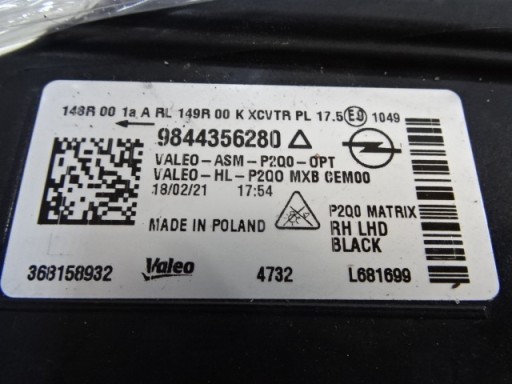 148R 00 1a A RL 149R 00 K XCVTR PL 17.5 E9 1049
9844356280
VALEO-ASM-P2Q0-OPT
VALEO-HL-P2QO MXB CEM00
18/02/21 17:54
MADE IN POLAND
P2Q0 MATRIX
RH LHD
BLACK
368158932 Valeo 4732 L681699